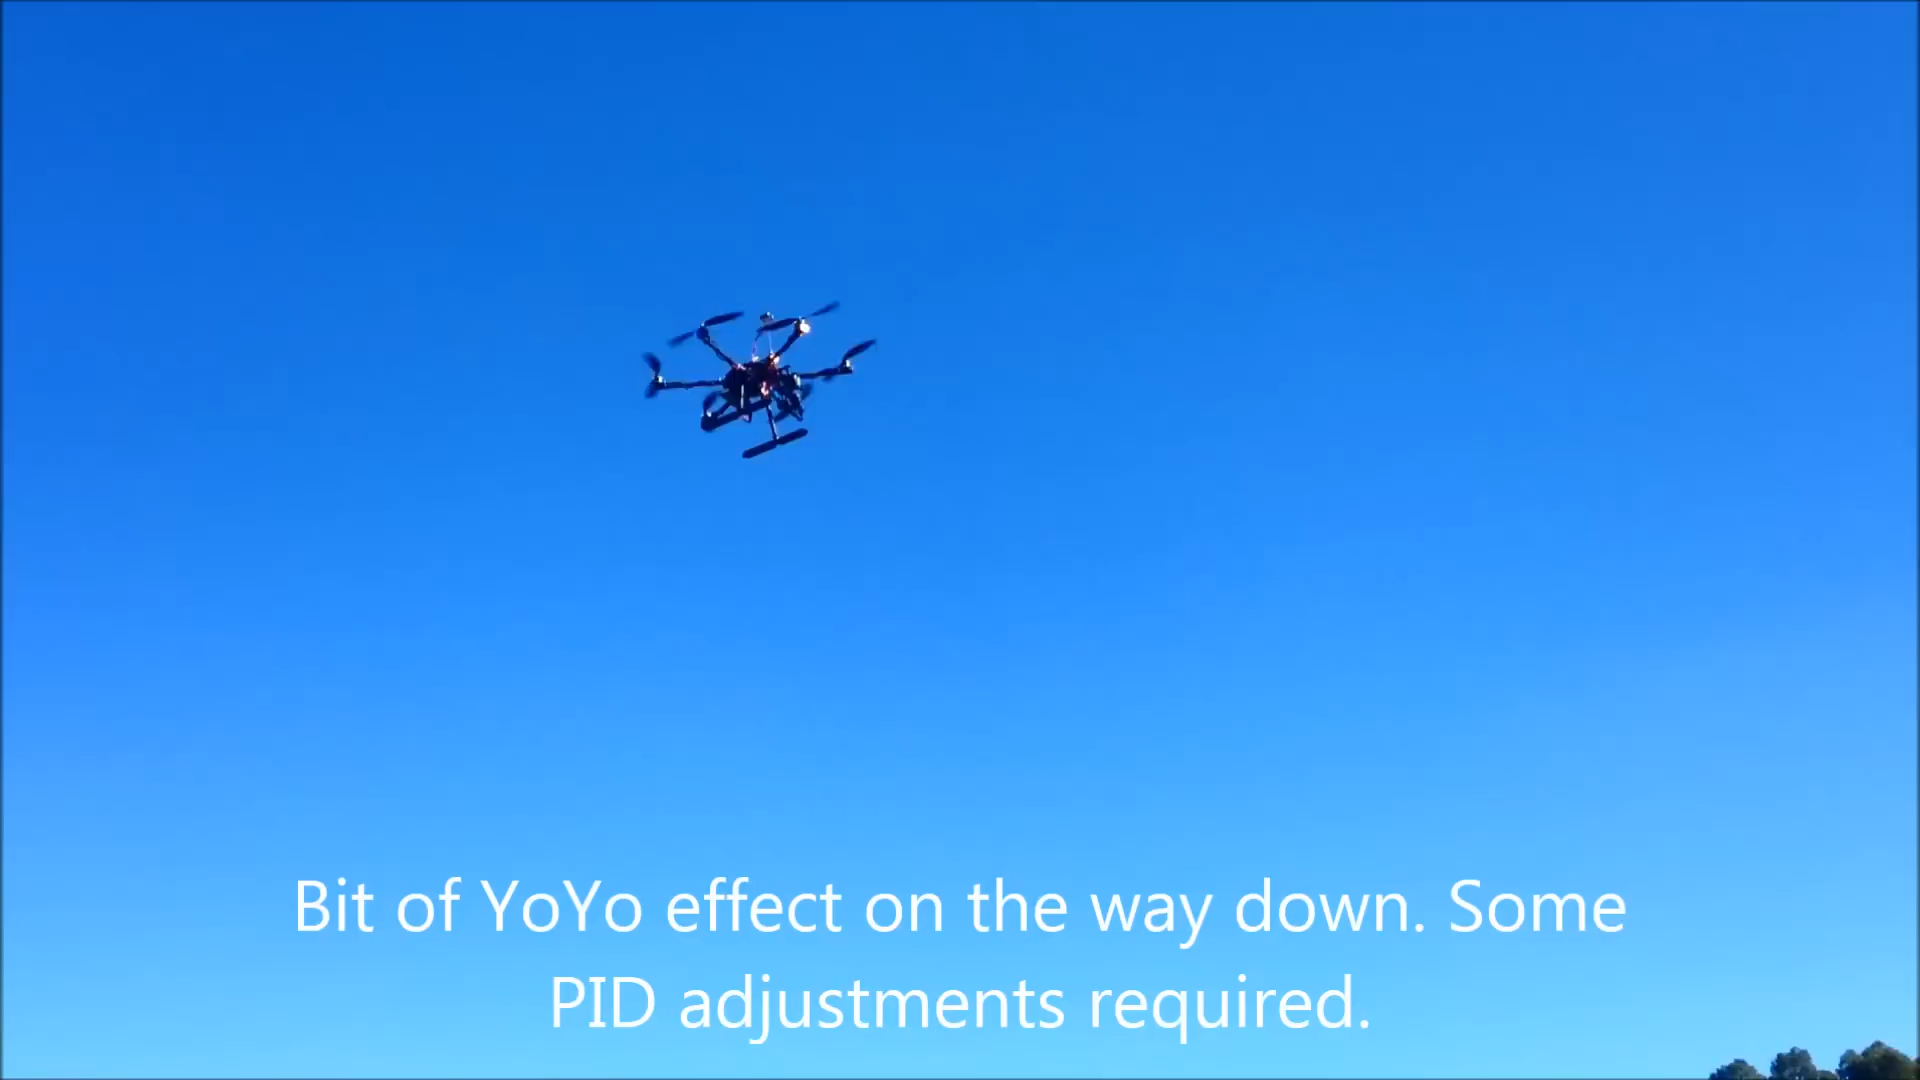 Bit of YoYo effect on the way down. Some
PID adjustments required.